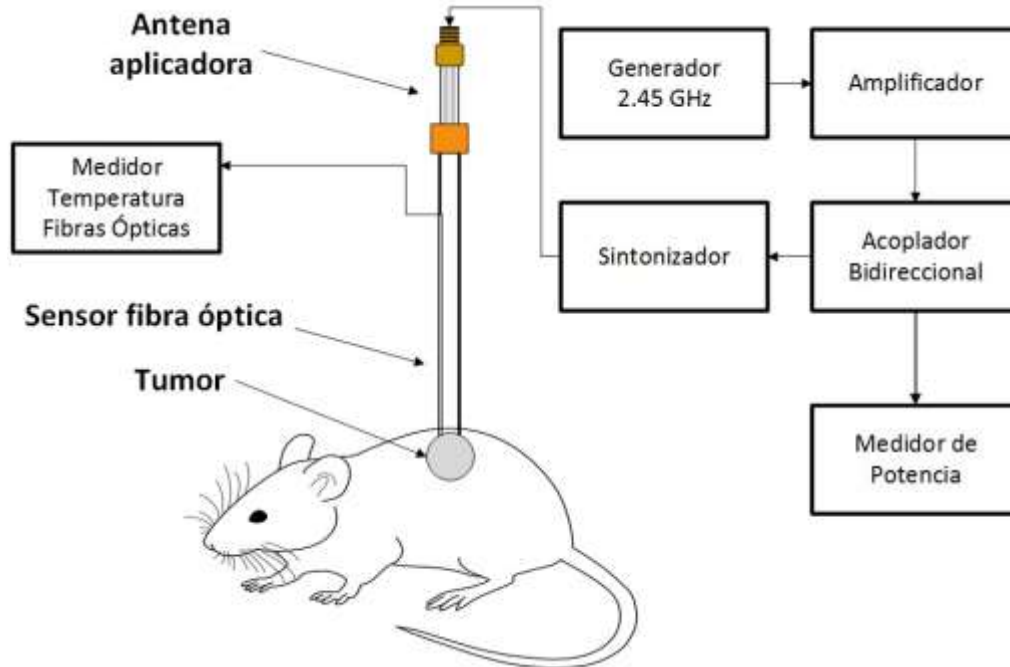 Antena
aplicadora
Generador
2.45 GHz
Amplificador
Medidor
Temperatura
Fibras Ópticas
Sintonizador
Acoplador
Bidireccional
Sensor fibra óptica
Tumor
Medidor de
Potencia